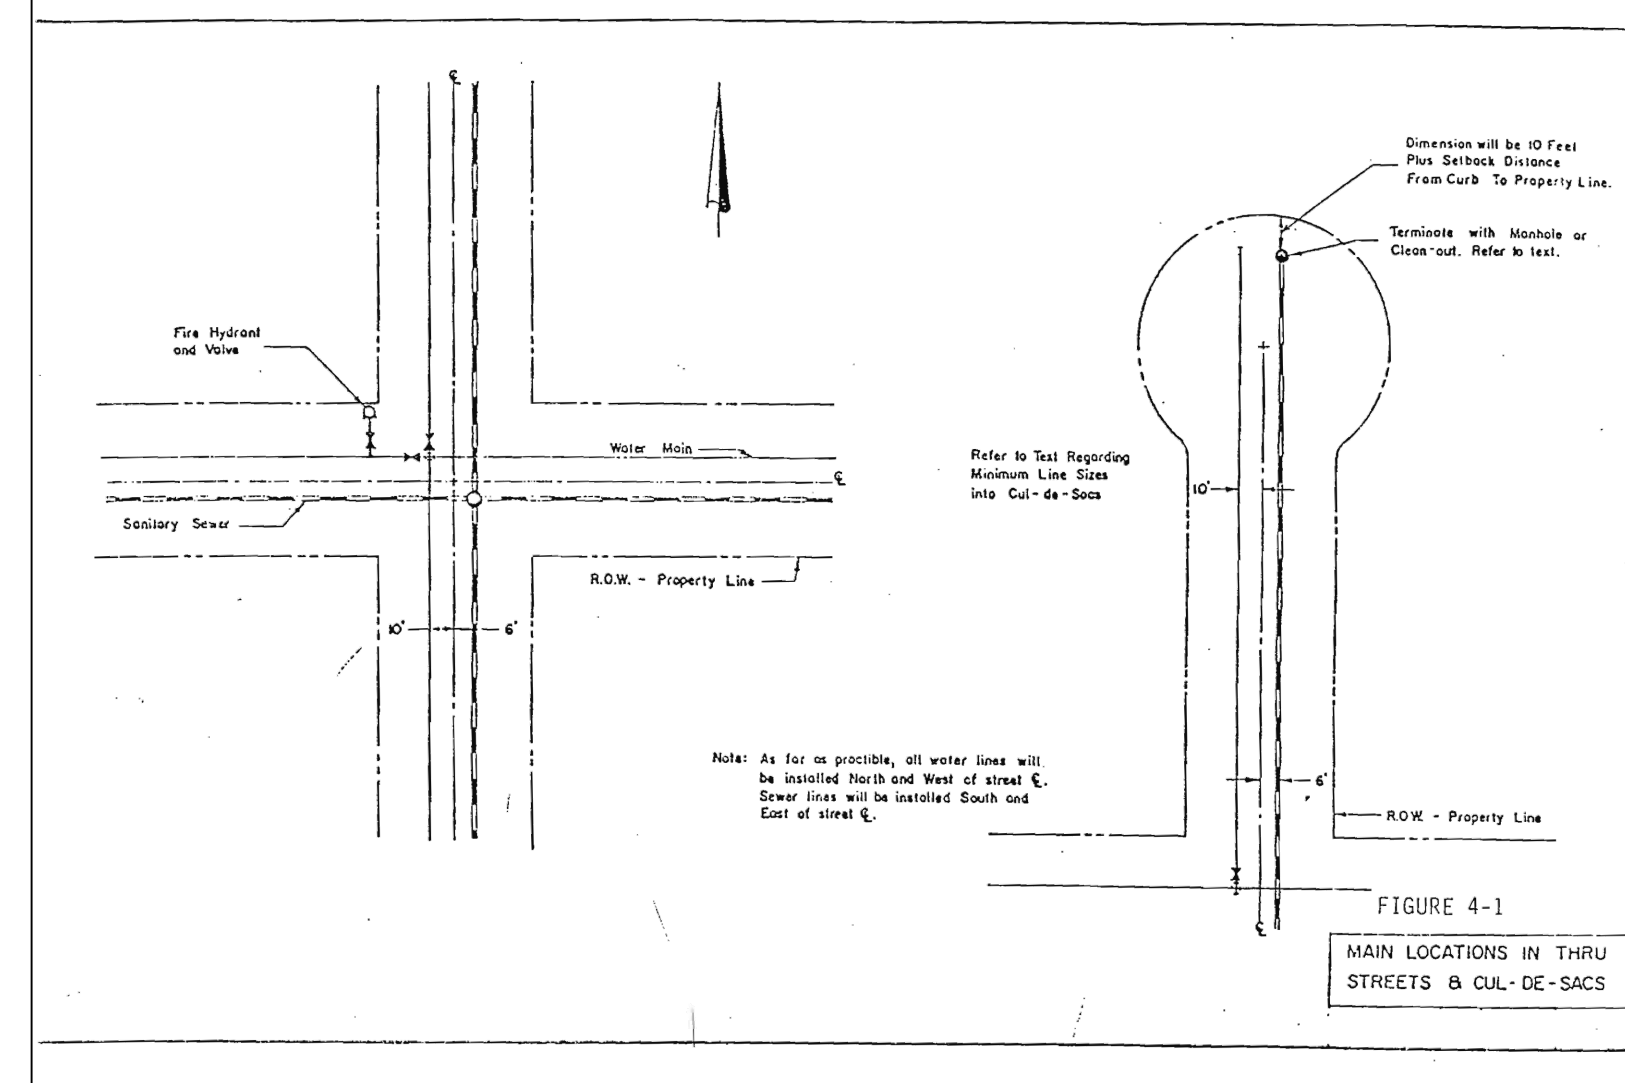 ℄
Fire Hydrant
and Valve
Water Main
℄
Sanitary Sewer
R.O.W. - Property Line
10'
6'
Dimension will be 10 Feet
Plus Setback Distance
From Curb To Property Line.
Terminate with Manhole or
Clean-out. Refer to text.
Refer to Text Regarding
Minimum Line Sizes
into Cul-de-Sacs
10'
Note: As far as practible, all water lines will
be installed North and West of street ℄.
Sewer lines will be installed South and
East of street ℄.
6'
R.O.W. - Property Line
℄
FIGURE 4-1
MAIN LOCATIONS IN THRU
STREETS & CUL-DE-SACS